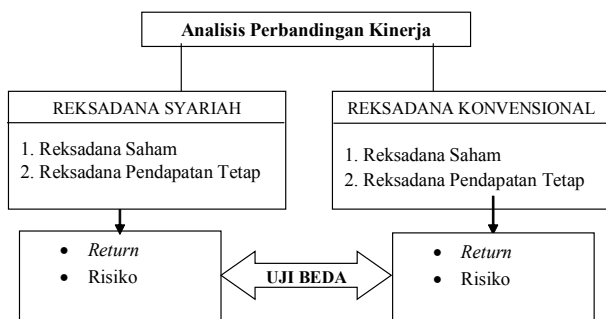 Analisis Perbandingan Kinerja
REKSADANA SYARIAH
1. Reksadana Saham
2. Reksadana Pendapatan Tetap
REKSADANA KONVENSIONAL
1. Reksadana Saham
2. Reksadana Pendapatan Tetap
• Return
• Risiko
UJI BEDA
• Return
• Risiko